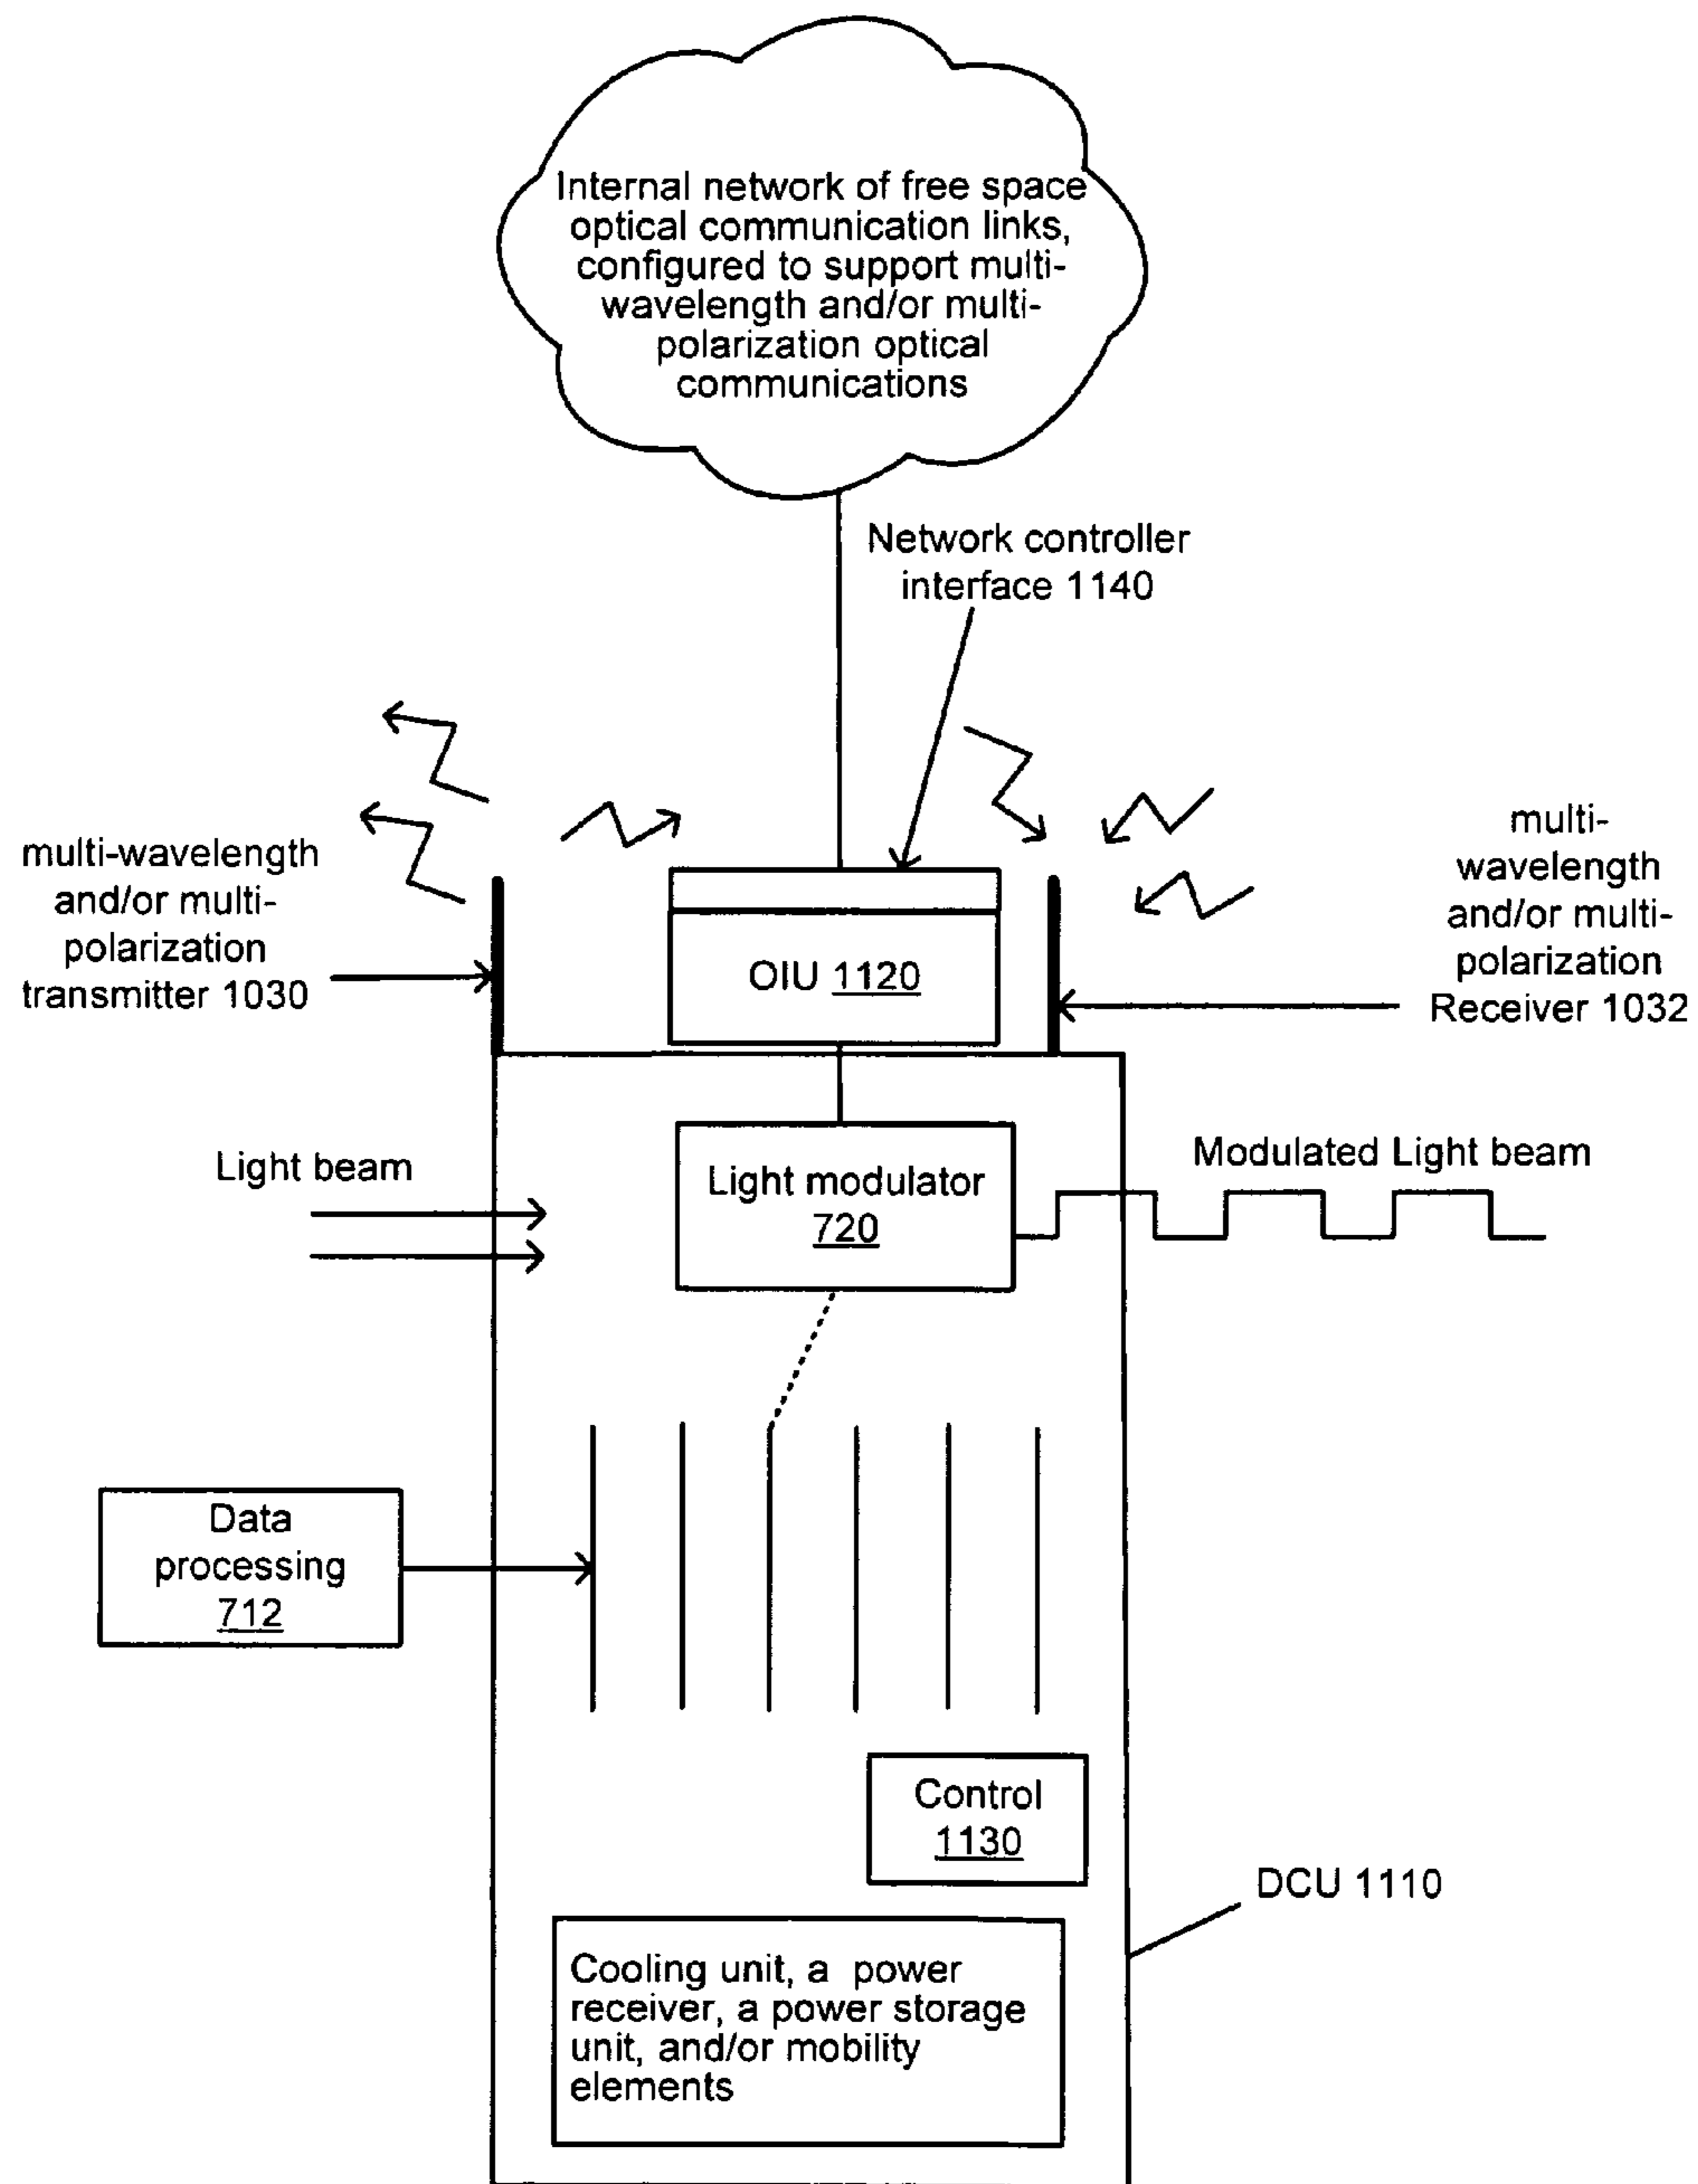 Internal network of free space
optical communication links,
configured to support multi-
wavelength and/or multi-
polarization optical
communications
Network controller
interface 1140
multi-wavelength
and/or multi-
polarization
transmitter 1030
multi-
wavelength
and/or multi-
polarization
Receiver 1032
OIU 1120
Light beam
Light modulator
720
Modulated Light beam
Data
processing
712
Control
1130
DCU 1110
Cooling unit, a power
receiver, a power storage
unit, and/or mobility
elements